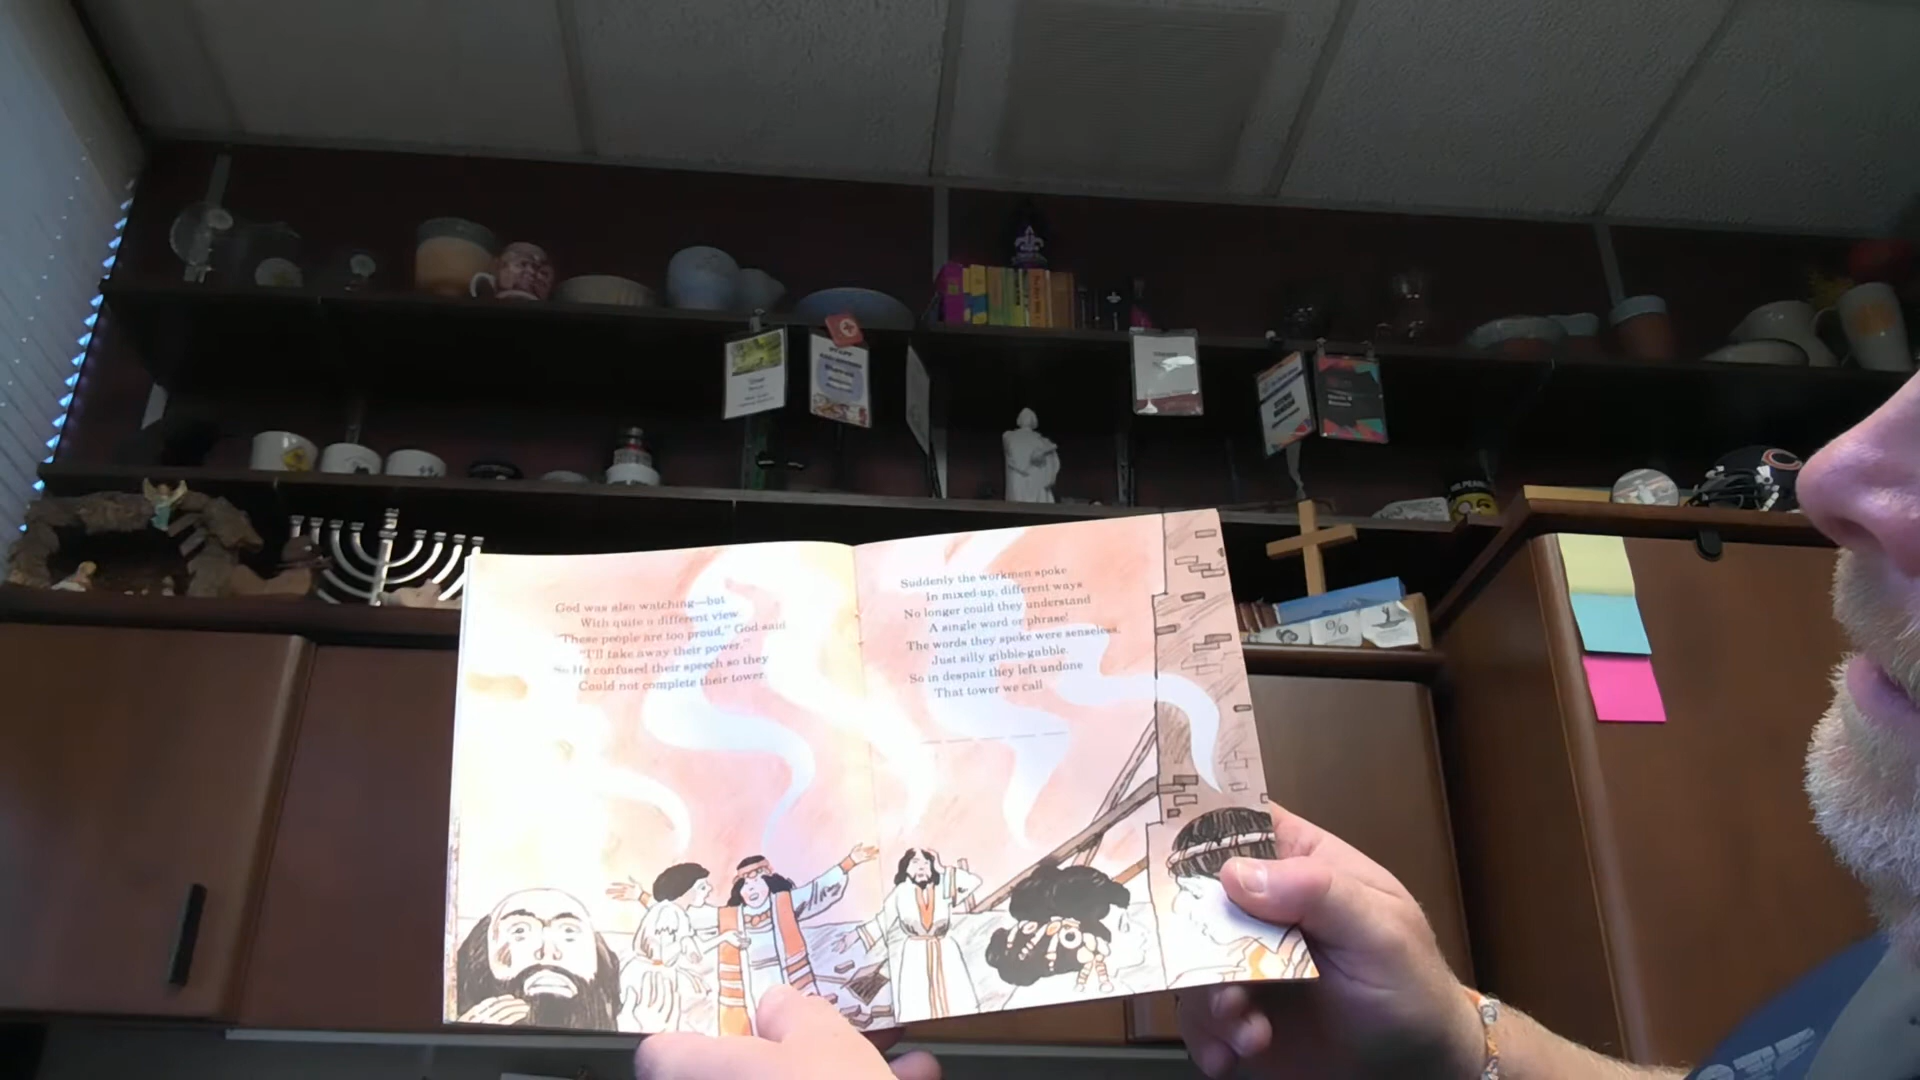 God was also watching—but
With quite a different view.
"These people are too proud," God said
"I'll take away their power."
So He confused their speech so they
Could not complete their tower.
Suddenly the workmen spoke
In mixed-up, different ways
No longer could they understand
A single word or phrase!
The words they spoke were senseless,
Just silly gibble-gabble.
So in despair they left undone
That tower we call